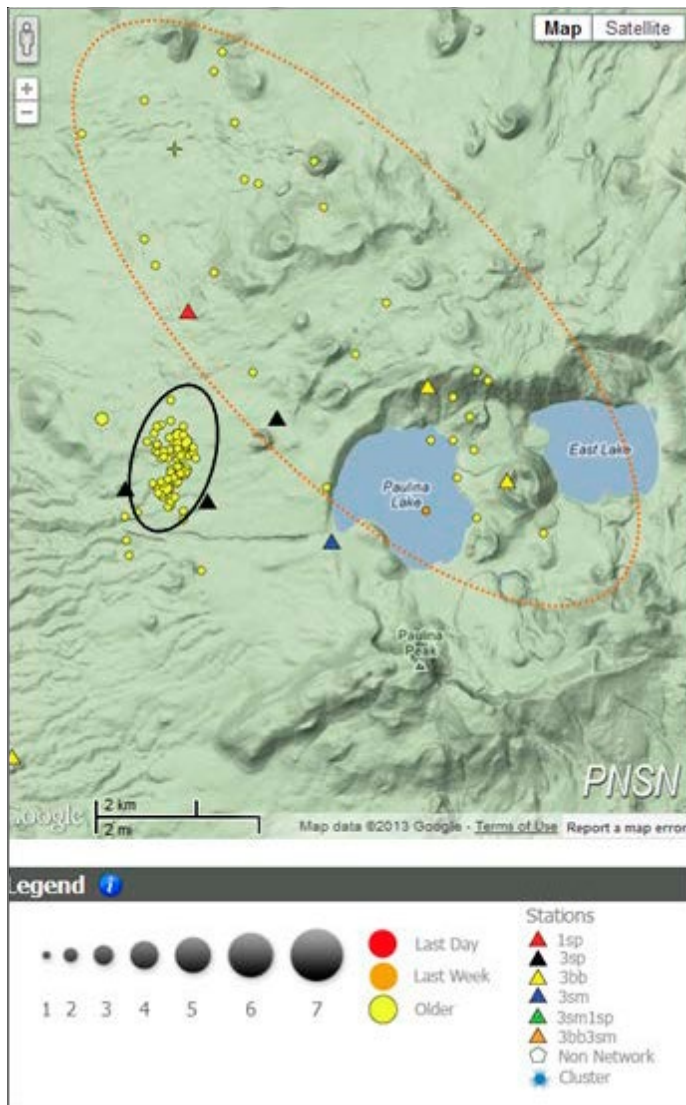 Map Satellite
East Lake
Paulina
Lake
Paulina
Peak
PNSN
Google
2 km
2 mi
Map data ©2013 Google - Terms of Use Report a map error
Legend i
1 2 3 4 5 6 7
Last Day
Last Week
Older
Stations
1sp
3sp
3bb
3sm
3sm1sp
3bb3sm
Non Network
Cluster